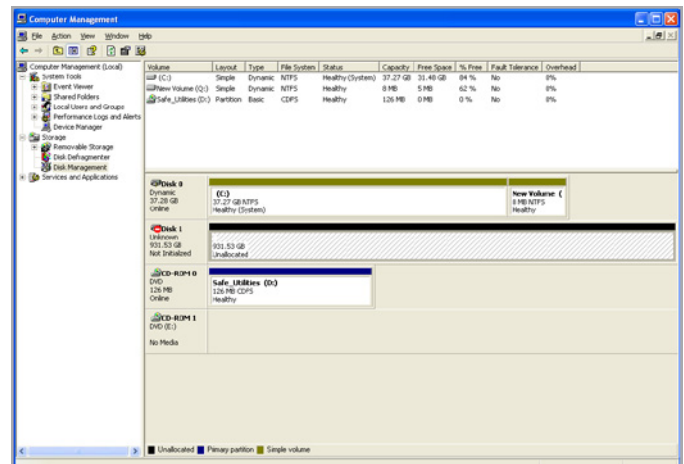 Computer Management
File Action View Window Help
Computer Management (Local)
System Tools
Event Viewer
Shared Folders
Local Users and Groups
Performance Logs and Alerts
Device Manager
Storage
Removable Storage
Disk Defragmenter
Disk Management
Services and Applications
Volume Layout Type File System Status Capacity Free Space % Free Fault Tolerance Overhead
(C:) Simple Dynamic NTFS Healthy (System) 37.27 GB 31.48 GB 84 % No 0%
New Volume (Q:) Simple Dynamic NTFS Healthy 8 MB 5 MB 62 % No 0%
Safe_Utilities (D:) Partition Basic CDFS Healthy 126 MB 0 MB 0 % No 0%
Disk 0
Dynamic
37.28 GB
Online
(C:)
37.27 GB NTFS
Healthy (System)
New Volume (
8 MB NTFS
Healthy
Disk 1
Unknown
931.53 GB
Not Initialized
931.53 GB
Unallocated
CD-ROM 0
DVD
126 MB
Online
Safe_Utilities (D:)
126 MB CDFS
Healthy
CD-ROM 1
DVD (E:)
No Media
Unallocated Primary partition Simple volume